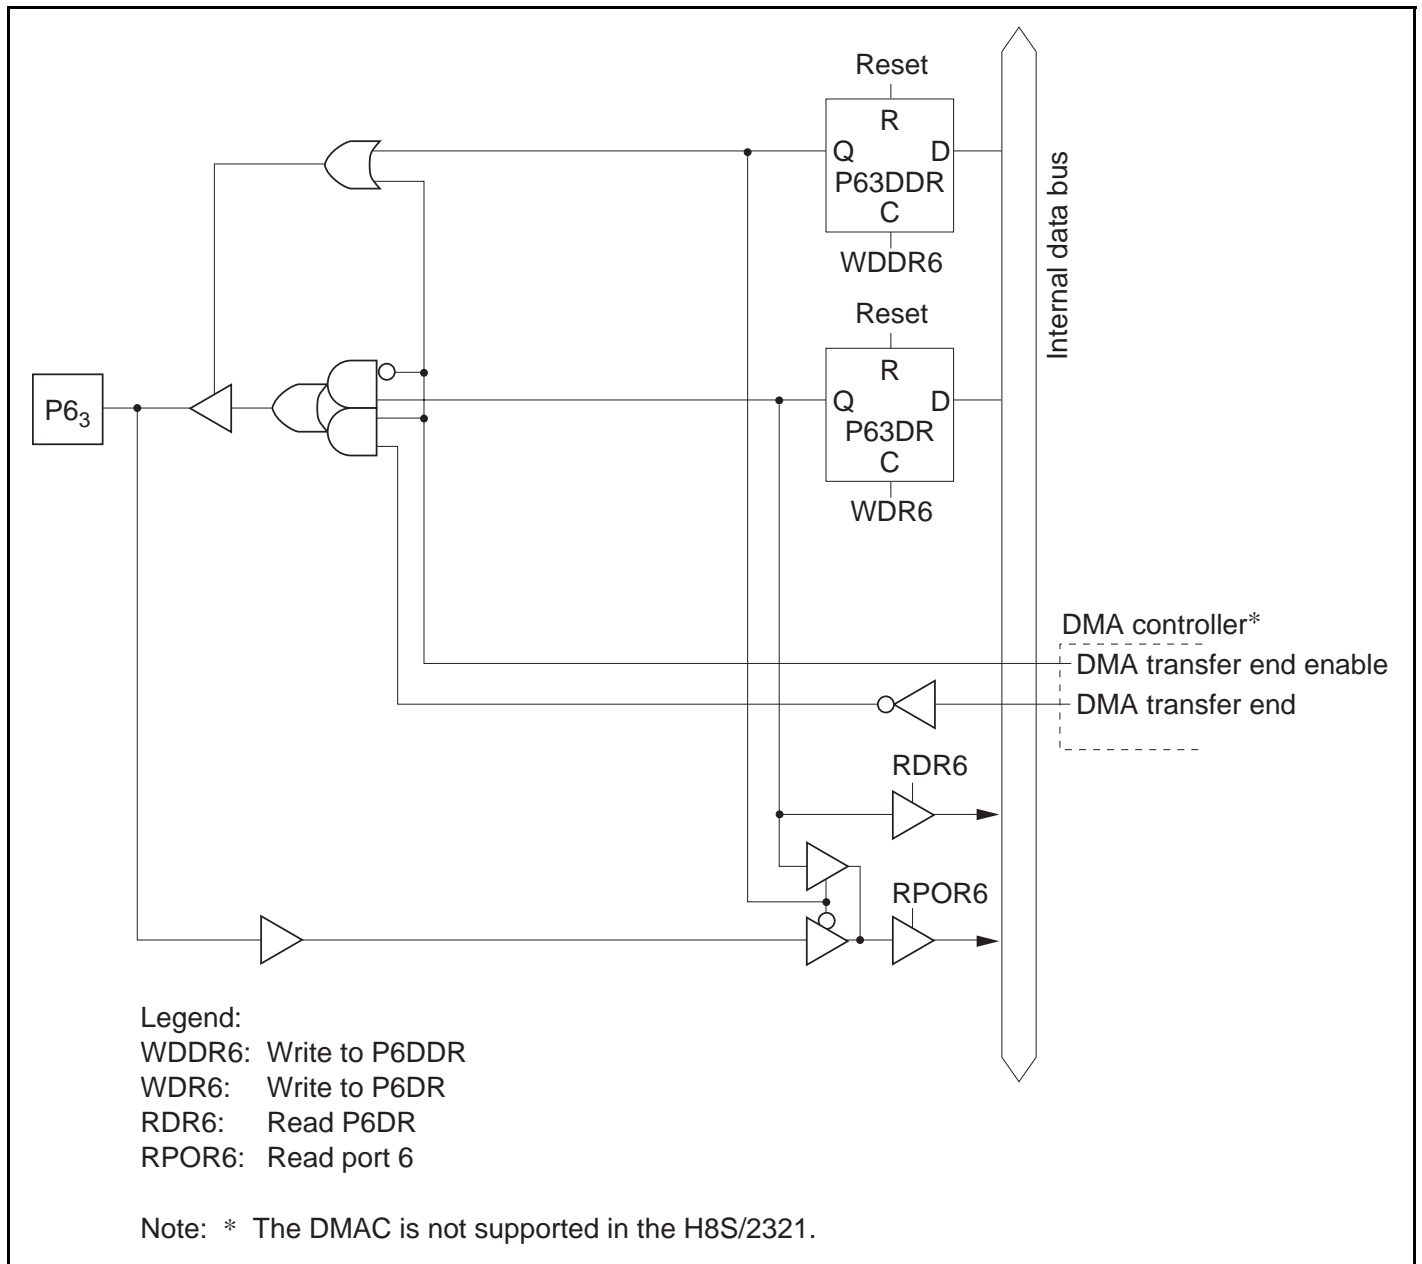 Reset
R
Q D
P63DDR
C
WDDR6
Internal data bus
Reset
R
Q D
P63DR
C
WDR6
P6₃
DMA controller*
DMA transfer end enable
DMA transfer end
RDR6
RPOR6
Legend:
WDDR6: Write to P6DDR
WDR6: Write to P6DR
RDR6: Read P6DR
RPOR6: Read port 6
Note: * The DMAC is not supported in the H8S/2321.